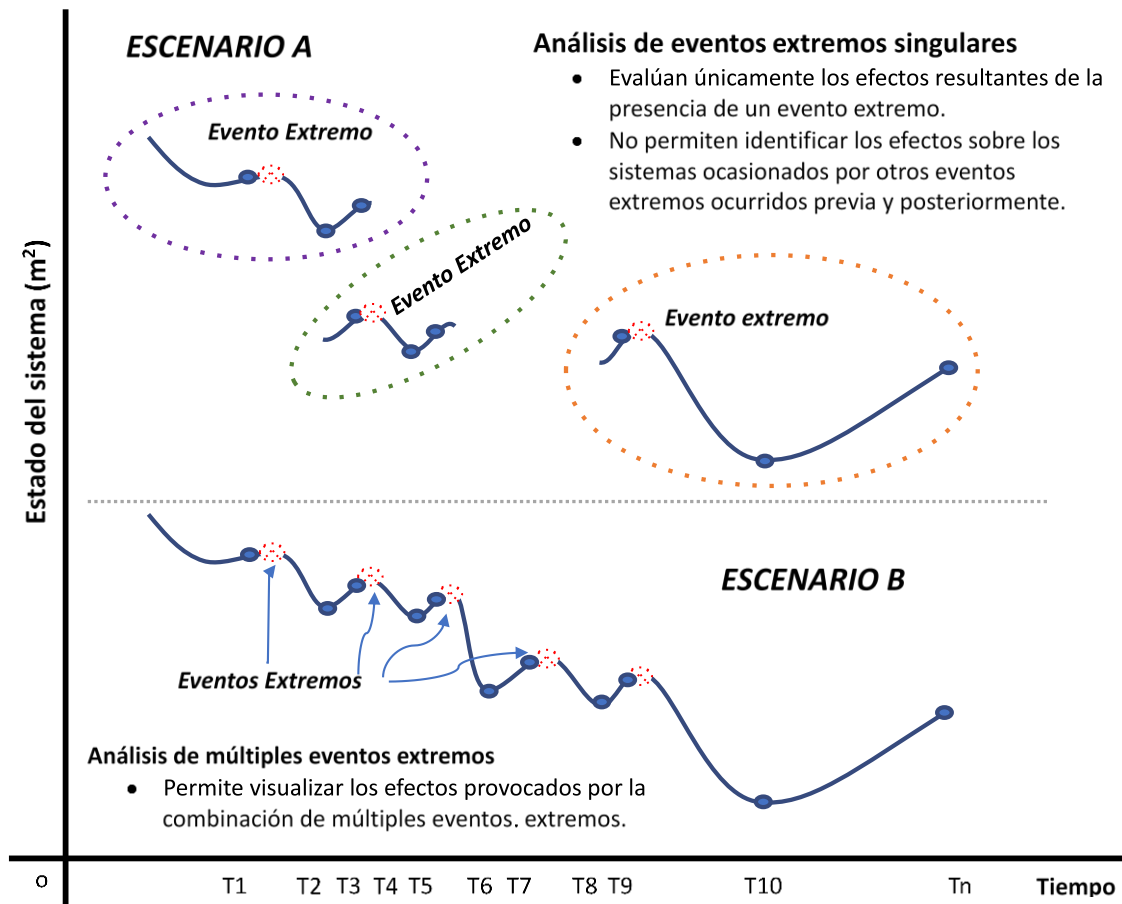 ESCENARIO A
Análisis de eventos extremos singulares
• Evalúan únicamente los efectos resultantes de la
presencia de un evento extremo.
• No permiten identificar los efectos sobre los
sistemas ocasionados por otros eventos
extremos ocurridos previa y posteriormente.
Evento Extremo
Evento Extremo
Evento extremo
Estado del sistema (m²)
ESCENARIO B
Eventos Extremos
Análisis de múltiples eventos extremos
• Permite visualizar los efectos provocados por la
combinación de múltiples eventos. extremos.
O T1 T2 T3 T4 T5 T6 T7 T8 T9 T10 Tn Tiempo